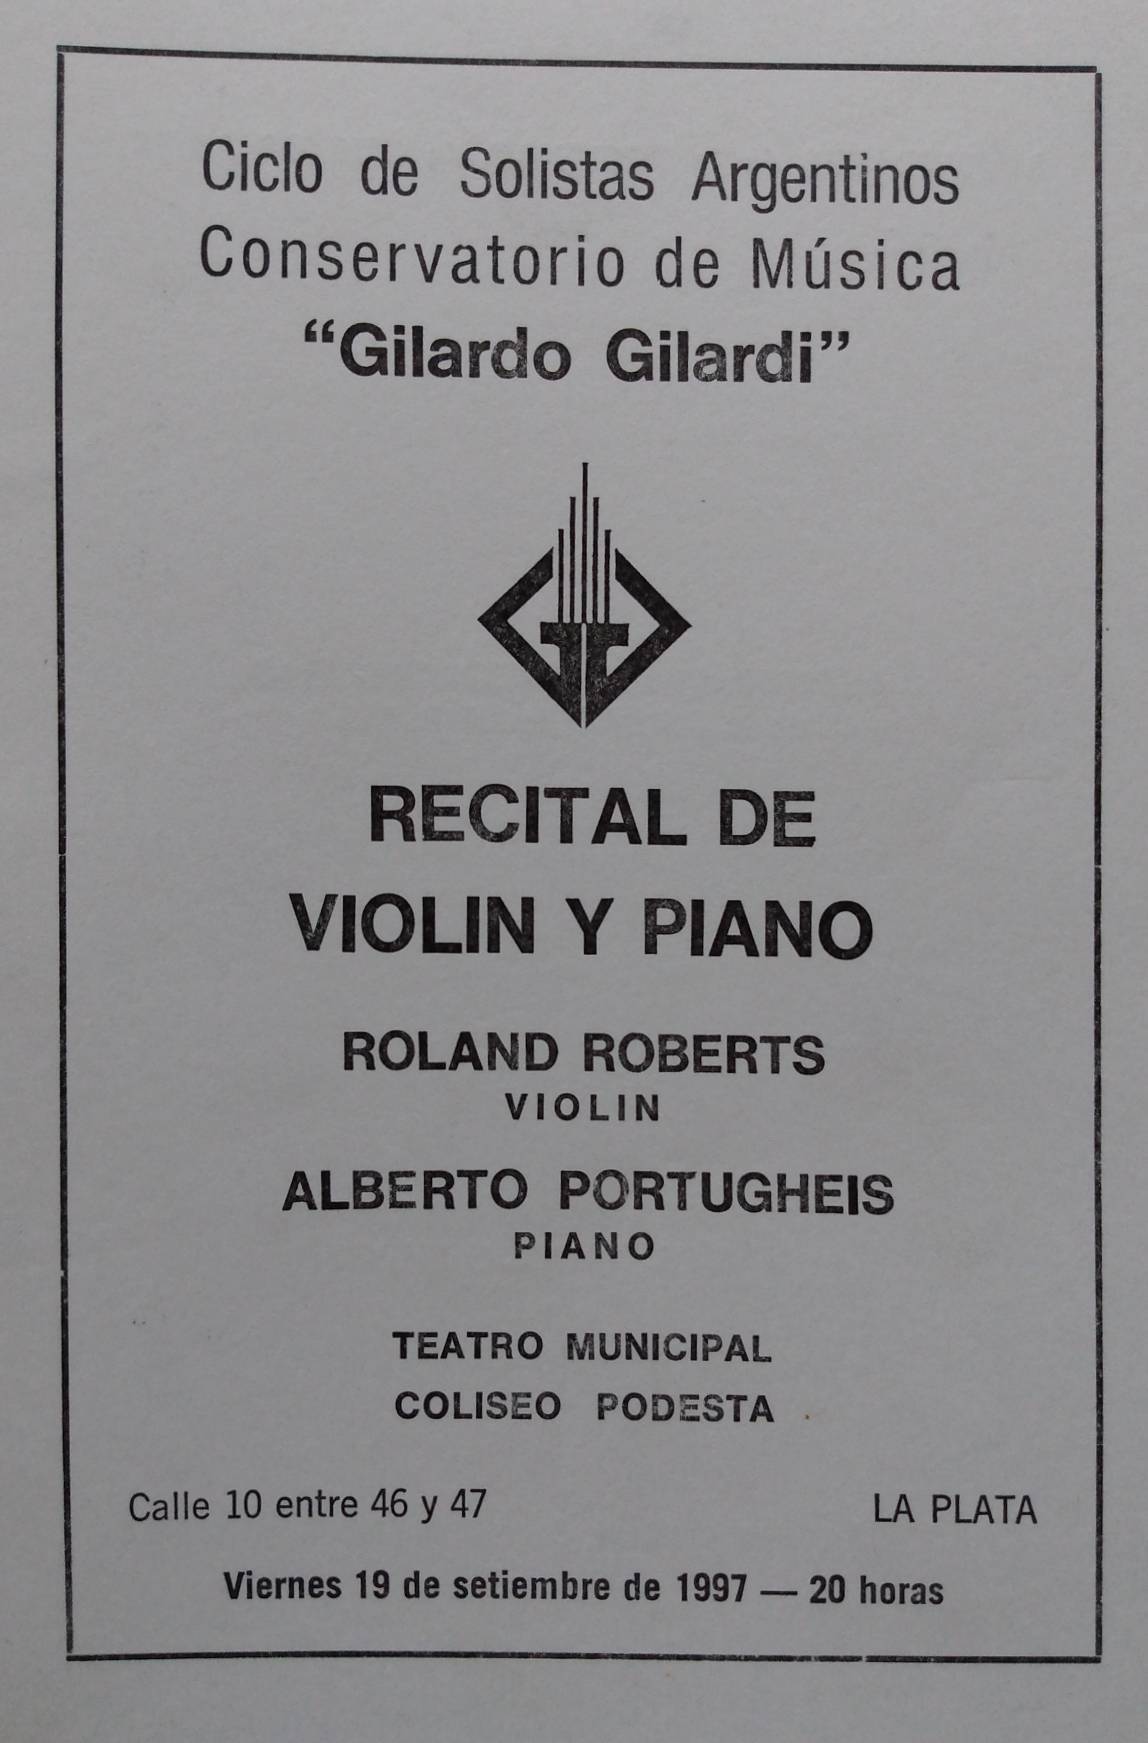 Ciclo de Solistas Argentinos
Conservatorio de Música
“Gilardo Gilardi”
RECITAL DE
VIOLIN Y PIANO
ROLAND ROBERTS
VIOLIN
ALBERTO PORTUGHEIS
PIANO
TEATRO MUNICIPAL
COLISEO PODESTA
Calle 10 entre 46 y 47 LA PLATA
Viernes 19 de setiembre de 1997 — 20 horas